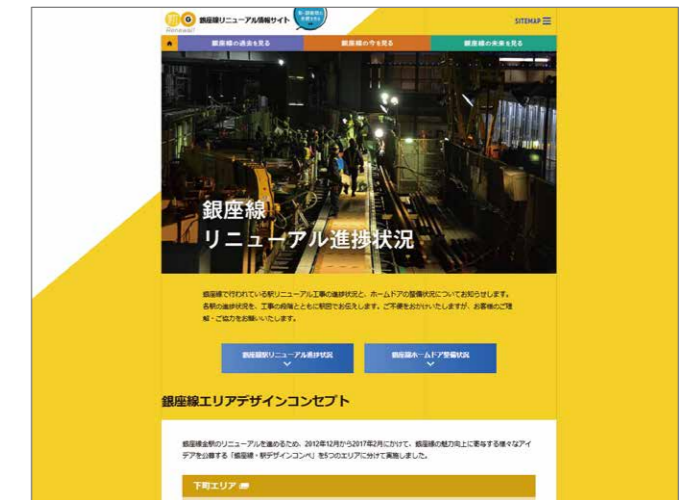 G 銀座線リニューアル情報サイト
Renewal!
SITEMAP
銀座線の過去を見る 銀座線の今を見る 銀座線の未来を見る
銀座線
リニューアル進捗状況
銀座線で行われている駅リニューアル工事の進捗状況と、ホームドアの整備状況についてお知らせします。
各駅の進捗状況を、工事の段階とともに駅図でお伝えします。ご不便をおかけいたしますが、お客様のご理
解・ご協力をお願いいたします。
銀座線駅リニューアル進捗状況 銀座線ホームドア整備状況
銀座線エリアデザインコンセプト
銀座線全駅のリニューアルを進めるため、2012年12月から2017年2月にかけて、銀座線の魅力向上に寄与する様々なアイ
デアを公募する「銀座線・駅デザインコンペ」を5つのエリアに分けて実施しました。
下町エリア